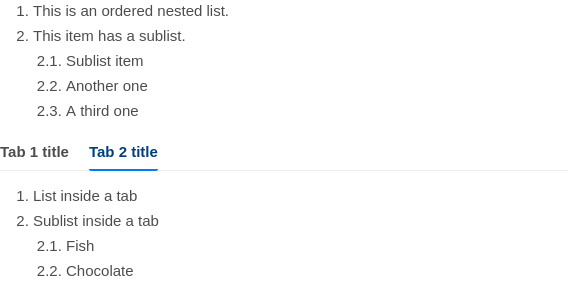 1. This is an ordered nested list.
2. This item has a sublist.
2.1. Sublist item
2.2. Another one
2.3. A third one
Tab 1 title Tab 2 title
1. List inside a tab
2. Sublist inside a tab
2.1. Fish
2.2. Chocolate